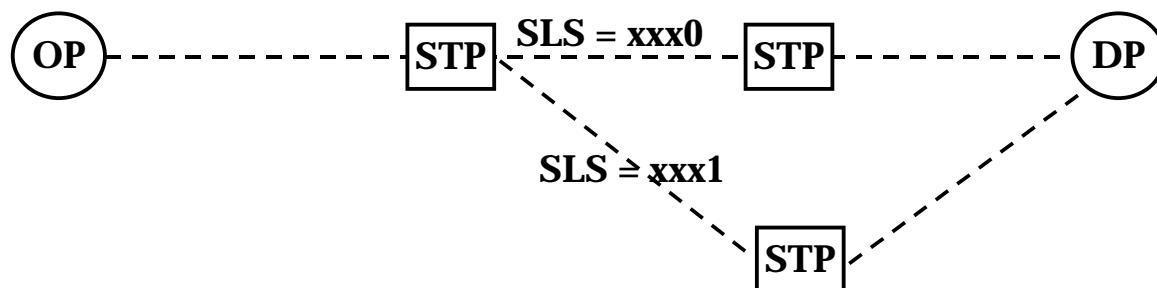 OP
STP
SLS = xxx0
STP
DP
SLS = xxx1
STP